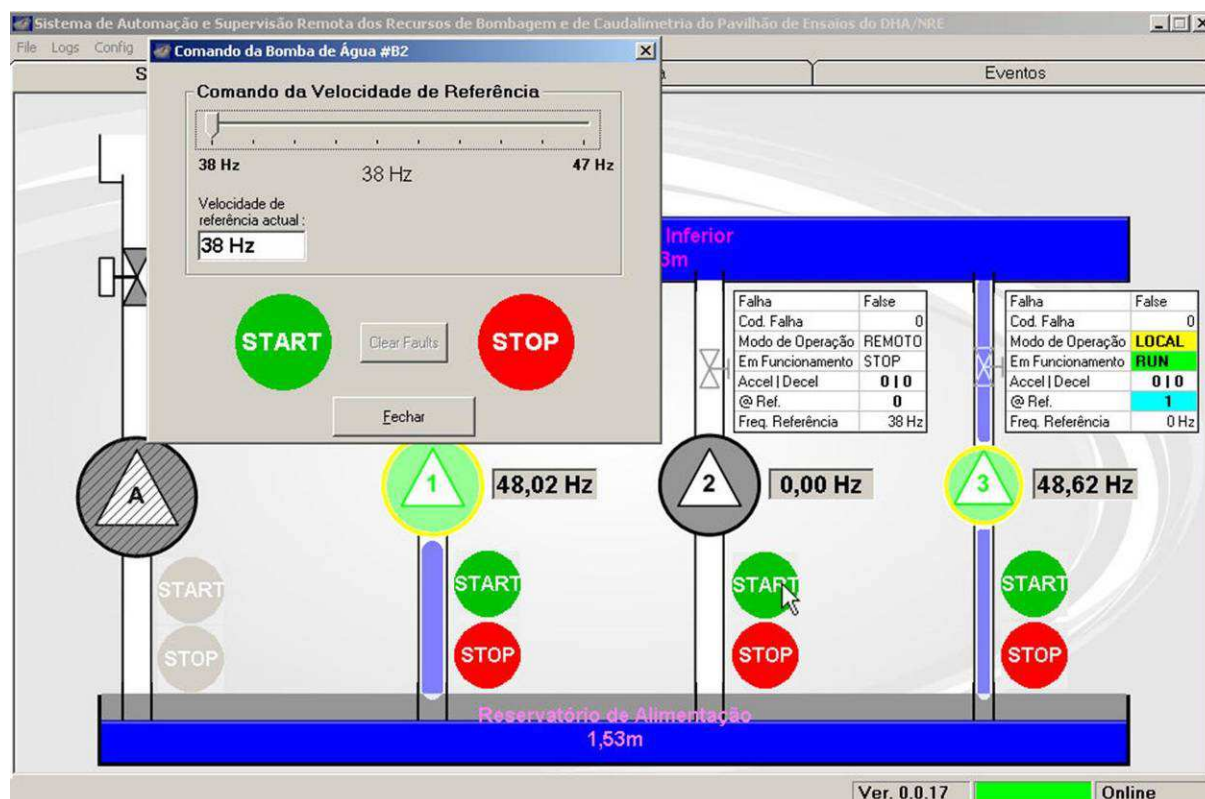 Sistema de Automação e Supervisão Remota dos Recursos de Bombagem e de Caudalimetria do Pavilhão de Ensaios do DHA/NRE
File Logs Config
Comando da Bomba de Água #B2
S
Eventos
Comando da Velocidade de Referência
38 Hz
38 Hz
47 Hz
Velocidade de
referência actual :
38 Hz
START
Clear Faults
STOP
Fechar
Inferior
3m
Falha False
Cod. Falha 0
Modo de Operação REMOTO
Em Funcionamento STOP
Accel | Decel 0 | 0
@ Ref. 0
Freq. Referência 38 Hz
Falha False
Cod. Falha 0
Modo de Operação LOCAL
Em Funcionamento RUN
Accel | Decel 0 | 0
@ Ref. 1
Freq. Referência 0 Hz
A
1
48,02 Hz
2
0,00 Hz
3
48,62 Hz
START
START
START
START
STOP
STOP
STOP
STOP
Reservatório de Alimentação
1,53m
Ver. 0.0.17
Online